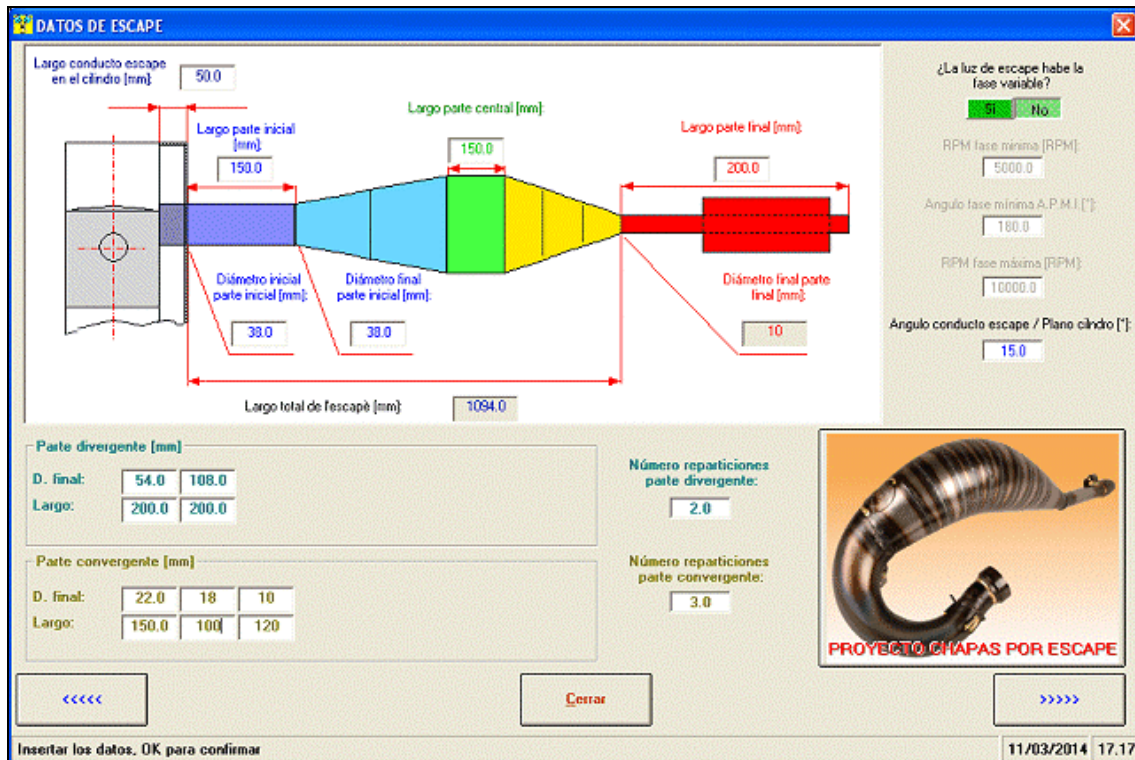 DATOS DE ESCAPE
Largo conducto escape
en el cilindro [mm]:
50.0
Largo parte inicial
[mm]:
150.0
Largo parte central [mm]:
150.0
Largo parte final [mm]:
200.0
Diámetro inicial
parte inicial [mm]:
38.0
Diámetro final
parte inicial [mm]:
38.0
Diámetro final parte
final [mm]:
10
Largo total de l'escapè [mm]:
1094.0
¿La luz de escape habe la
fase variable?
Si No
RPM fase mínima [RPM]:
5000.0
Angulo fase mínima A.P.M.I.[°]:
180.0
RPM fase máxima [RPM]:
10000.0
Angulo conducto escape / Plano cilndro [°]:
15.0
Parte divergente [mm]
D. final: 54.0 108.0
Largo: 200.0 200.0
Número reparticiones
parte divergente:
2.0
Parte convergente [mm]
D. final: 22.0 18 10
Largo: 150.0 100 120
Número reparticiones
parte convergente:
3.0
PROYECTO CHAPAS POR ESCAPE
<<<<<
Cerrar
>>>>>
Insertar los datos, OK para confirmar
11/03/2014 17.17